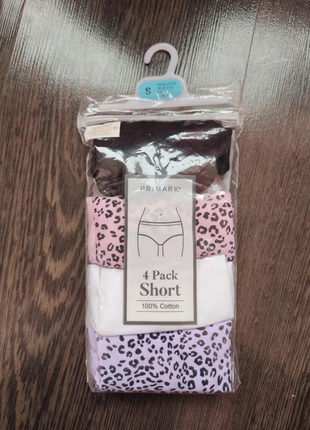 S
PRIMARK®
4 Pack
Short
100% Cotton